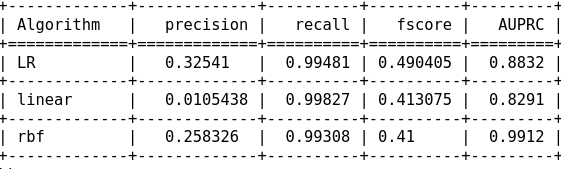 +-------------+-------------+----------+----------+---------+
| Algorithm   |   precision |   recall |   fscore |   AUPRC |
+=============+=============+==========+==========+=========+
| LR          |   0.32541   |  0.99481 | 0.490405 |  0.8832 |
+-------------+-------------+----------+----------+---------+
| linear      |   0.0105438 |  0.99827 | 0.413075 |  0.8291 |
+-------------+-------------+----------+----------+---------+
| rbf         |   0.258326  |  0.99308 | 0.41     |  0.9912 |
+-------------+-------------+----------+----------+---------+